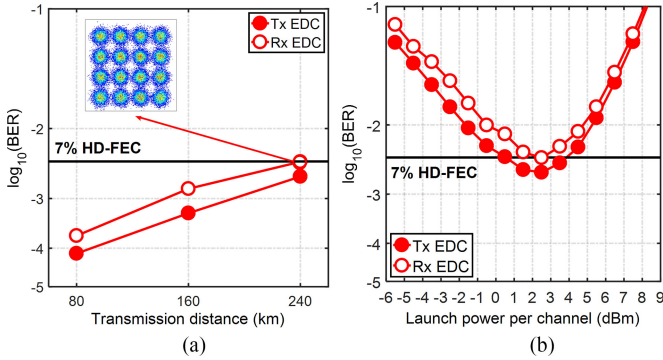 (a)
-1
Tx EDC
Rx EDC
-2
log10(BER)
7% HD-FEC
-3
-4
-5
80
160
240
Transmission distance (km)
(a)
(b)
-1
-2
log10(BER)
7% HD-FEC
-3
-4
Tx EDC
Rx EDC
-5
-6 -5 -4 -3 -2 -1 0 1 2 3 4 5 6 7 8 9
Launch power per channel (dBm)
(b)